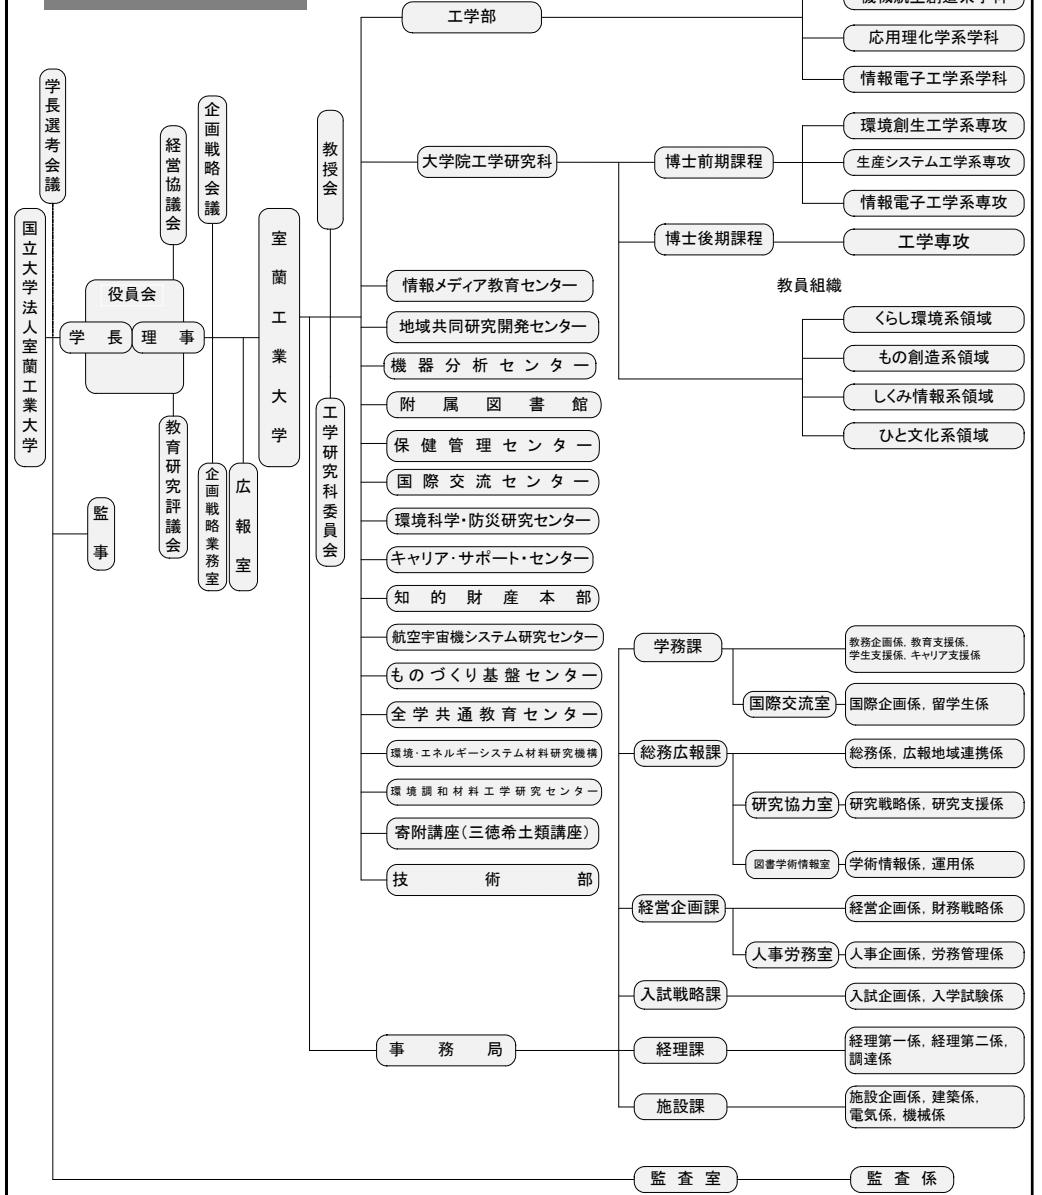 工学部
応用理化学系学科
情報電子工学系学科
学長選考会議
国立大学法人室蘭工業大学
監事
経営協議会
役員会
学長
理事
教育研究評議会
企画戦略会議
企画戦略業務室
広報室
室蘭工業大学
教授会
工学研究科委員会
大学院工学研究科
博士前期課程
環境創生工学系専攻
生産システム工学系専攻
情報電子工学系専攻
博士後期課程
工学専攻
教員組織
くらし環境系領域
もの創造系領域
しくみ情報系領域
ひと文化系領域
情報メディア教育センター
地域共同研究開発センター
機器分析センター
附属図書館
保健管理センター
国際交流センター
環境科学・防災研究センター
キャリア・サポート・センター
知的財産本部
航空宇宙機システム研究センター
ものづくり基盤センター
全学共通教育センター
環境・エネルギーシステム材料研究機構
環境調和材料工学研究センター
寄附講座(三徳希土類講座)
技術部
事務局
学務課
教務企画係, 教育支援係,
学生支援係, キャリア支援係
国際交流室
国際企画係, 留学生係
総務広報課
総務係, 広報地域連携係
研究協力室
研究戦略係, 研究支援係
図書学術情報室
学術情報係, 運用係
経営企画課
経営企画係, 財務戦略係
人事労務室
人事企画係, 労務管理係
入試戦略課
入試企画係, 入学試験係
経理課
経理第一係, 経理第二係,
調達係
施設課
施設企画係, 建築係,
電気係, 機械係
監査室
監査係